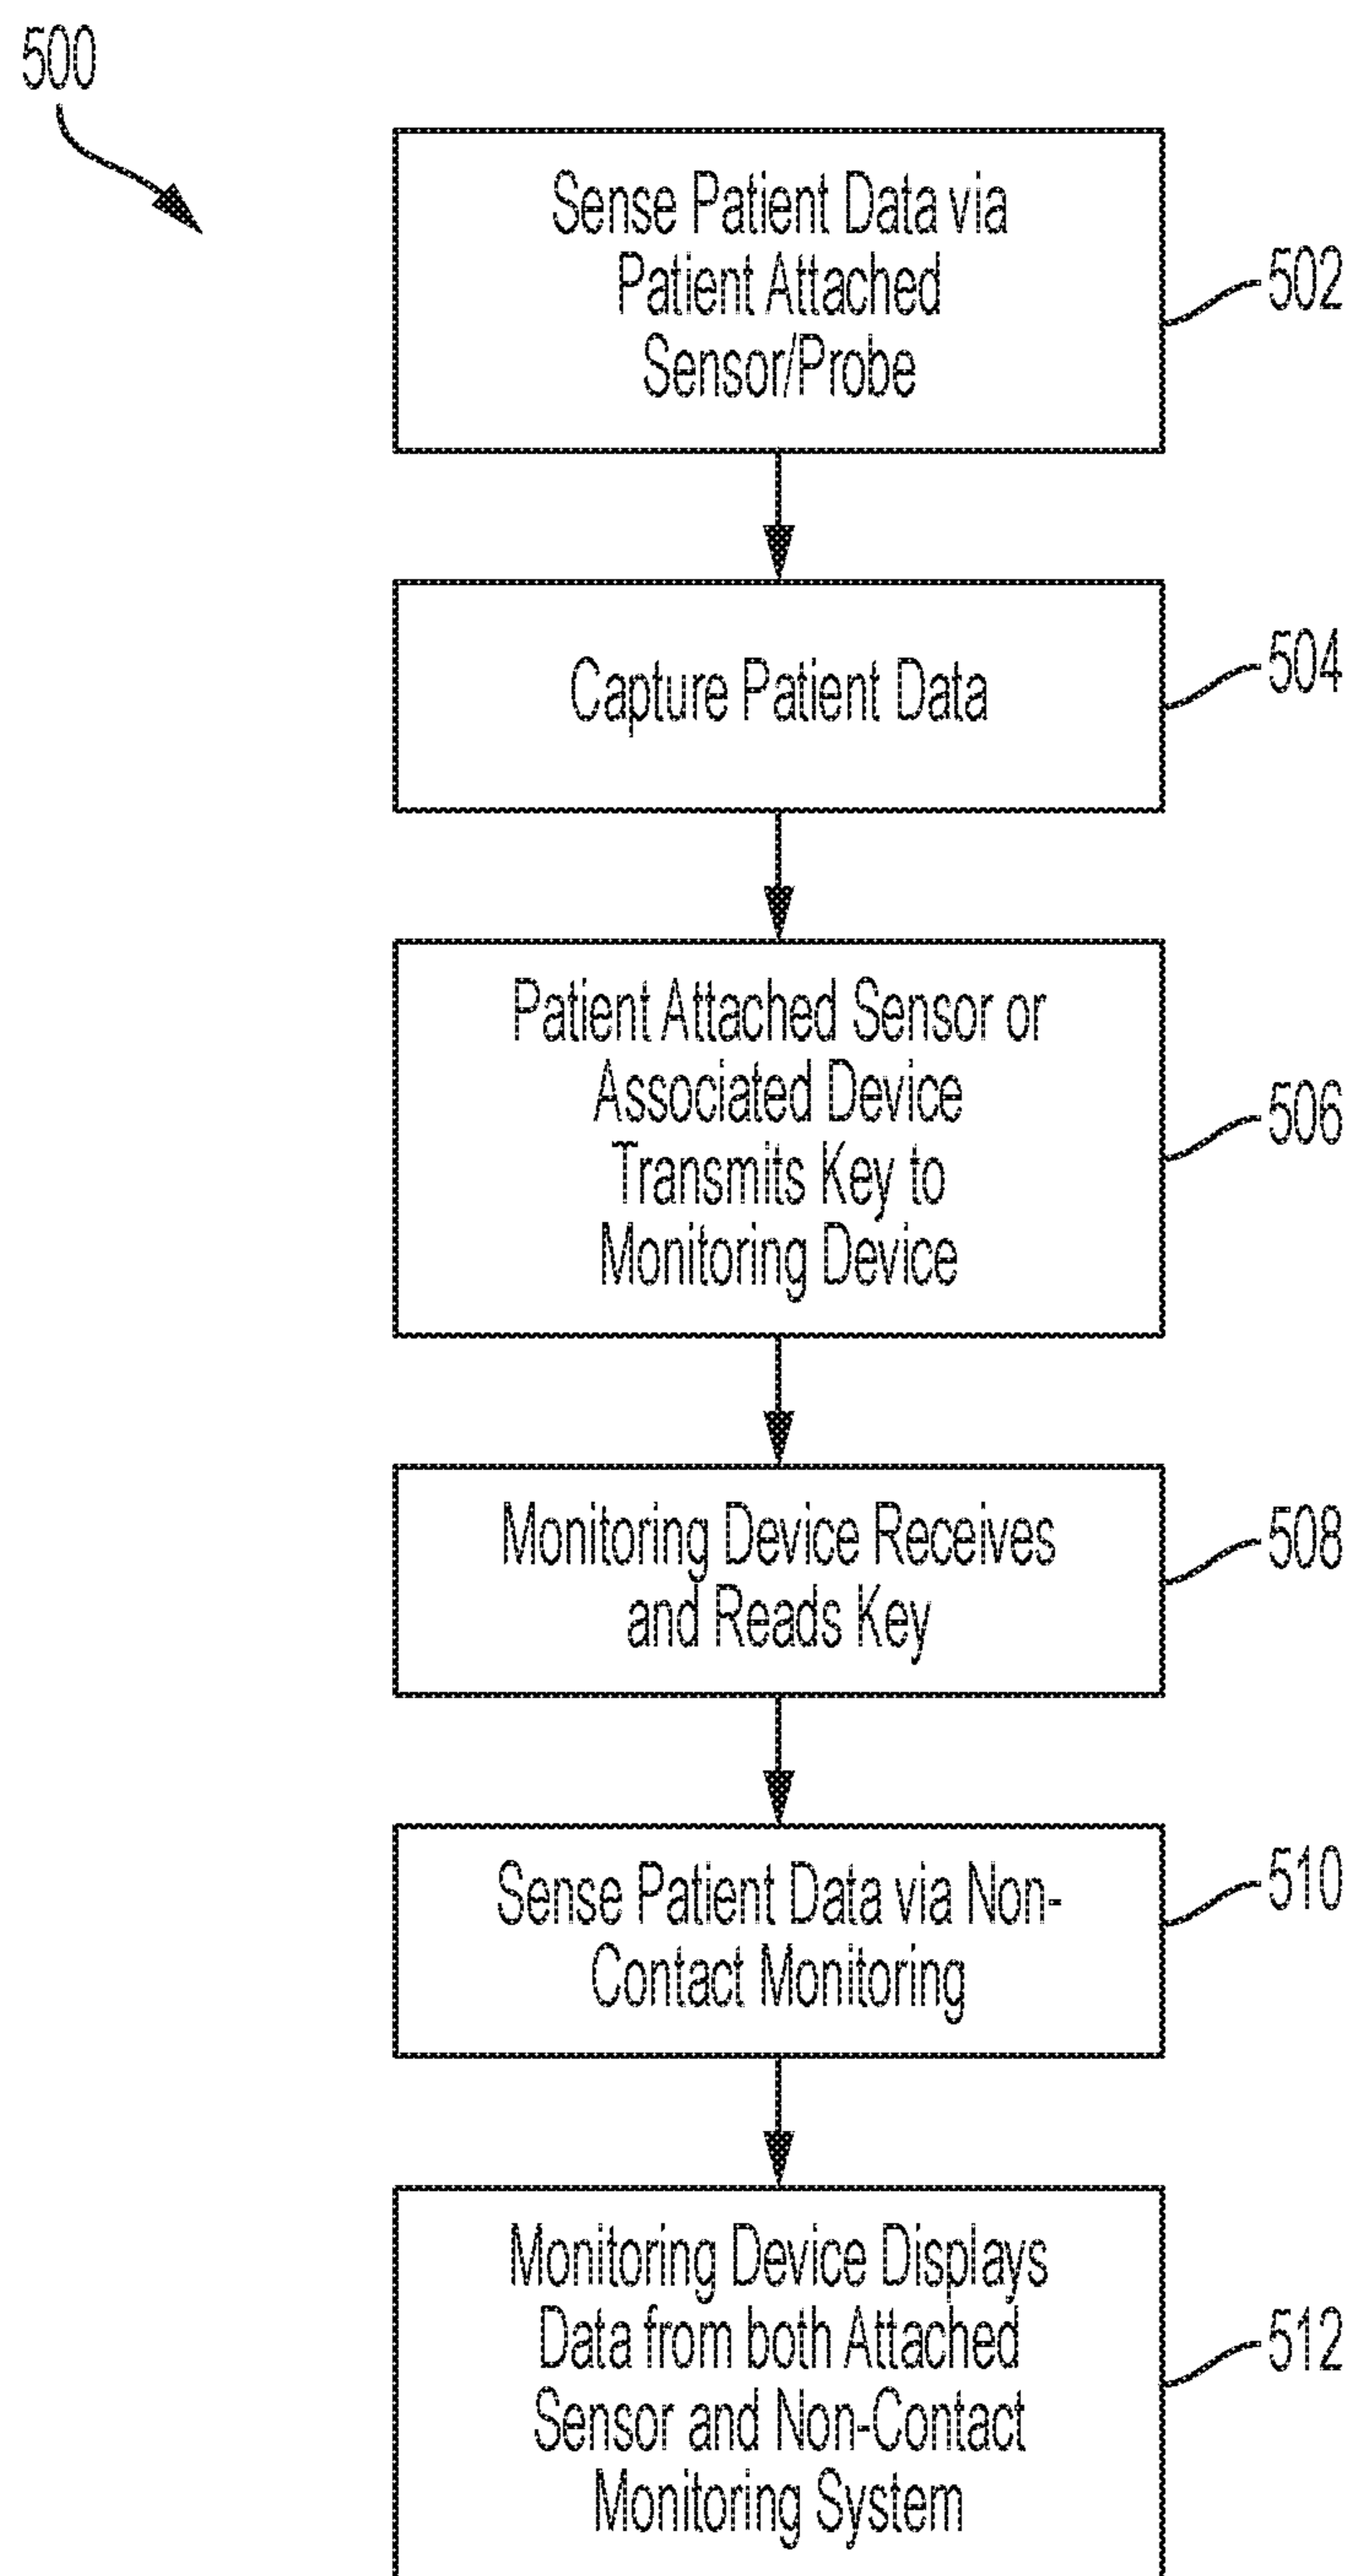 500
Sense Patient Data via
Patient Attached
Sensor/Probe
502
Capture Patient Data
504
Patient Attached Sensor or
Associated Device
Transmits Key to
Monitoring Device
506
Monitoring Device Receives
and Reads Key
508
Sense Patient Data via Non-
Contact Monitoring
510
Monitoring Device Displays
Data from both Attached
Sensor and Non-Contact
Monitoring System
512